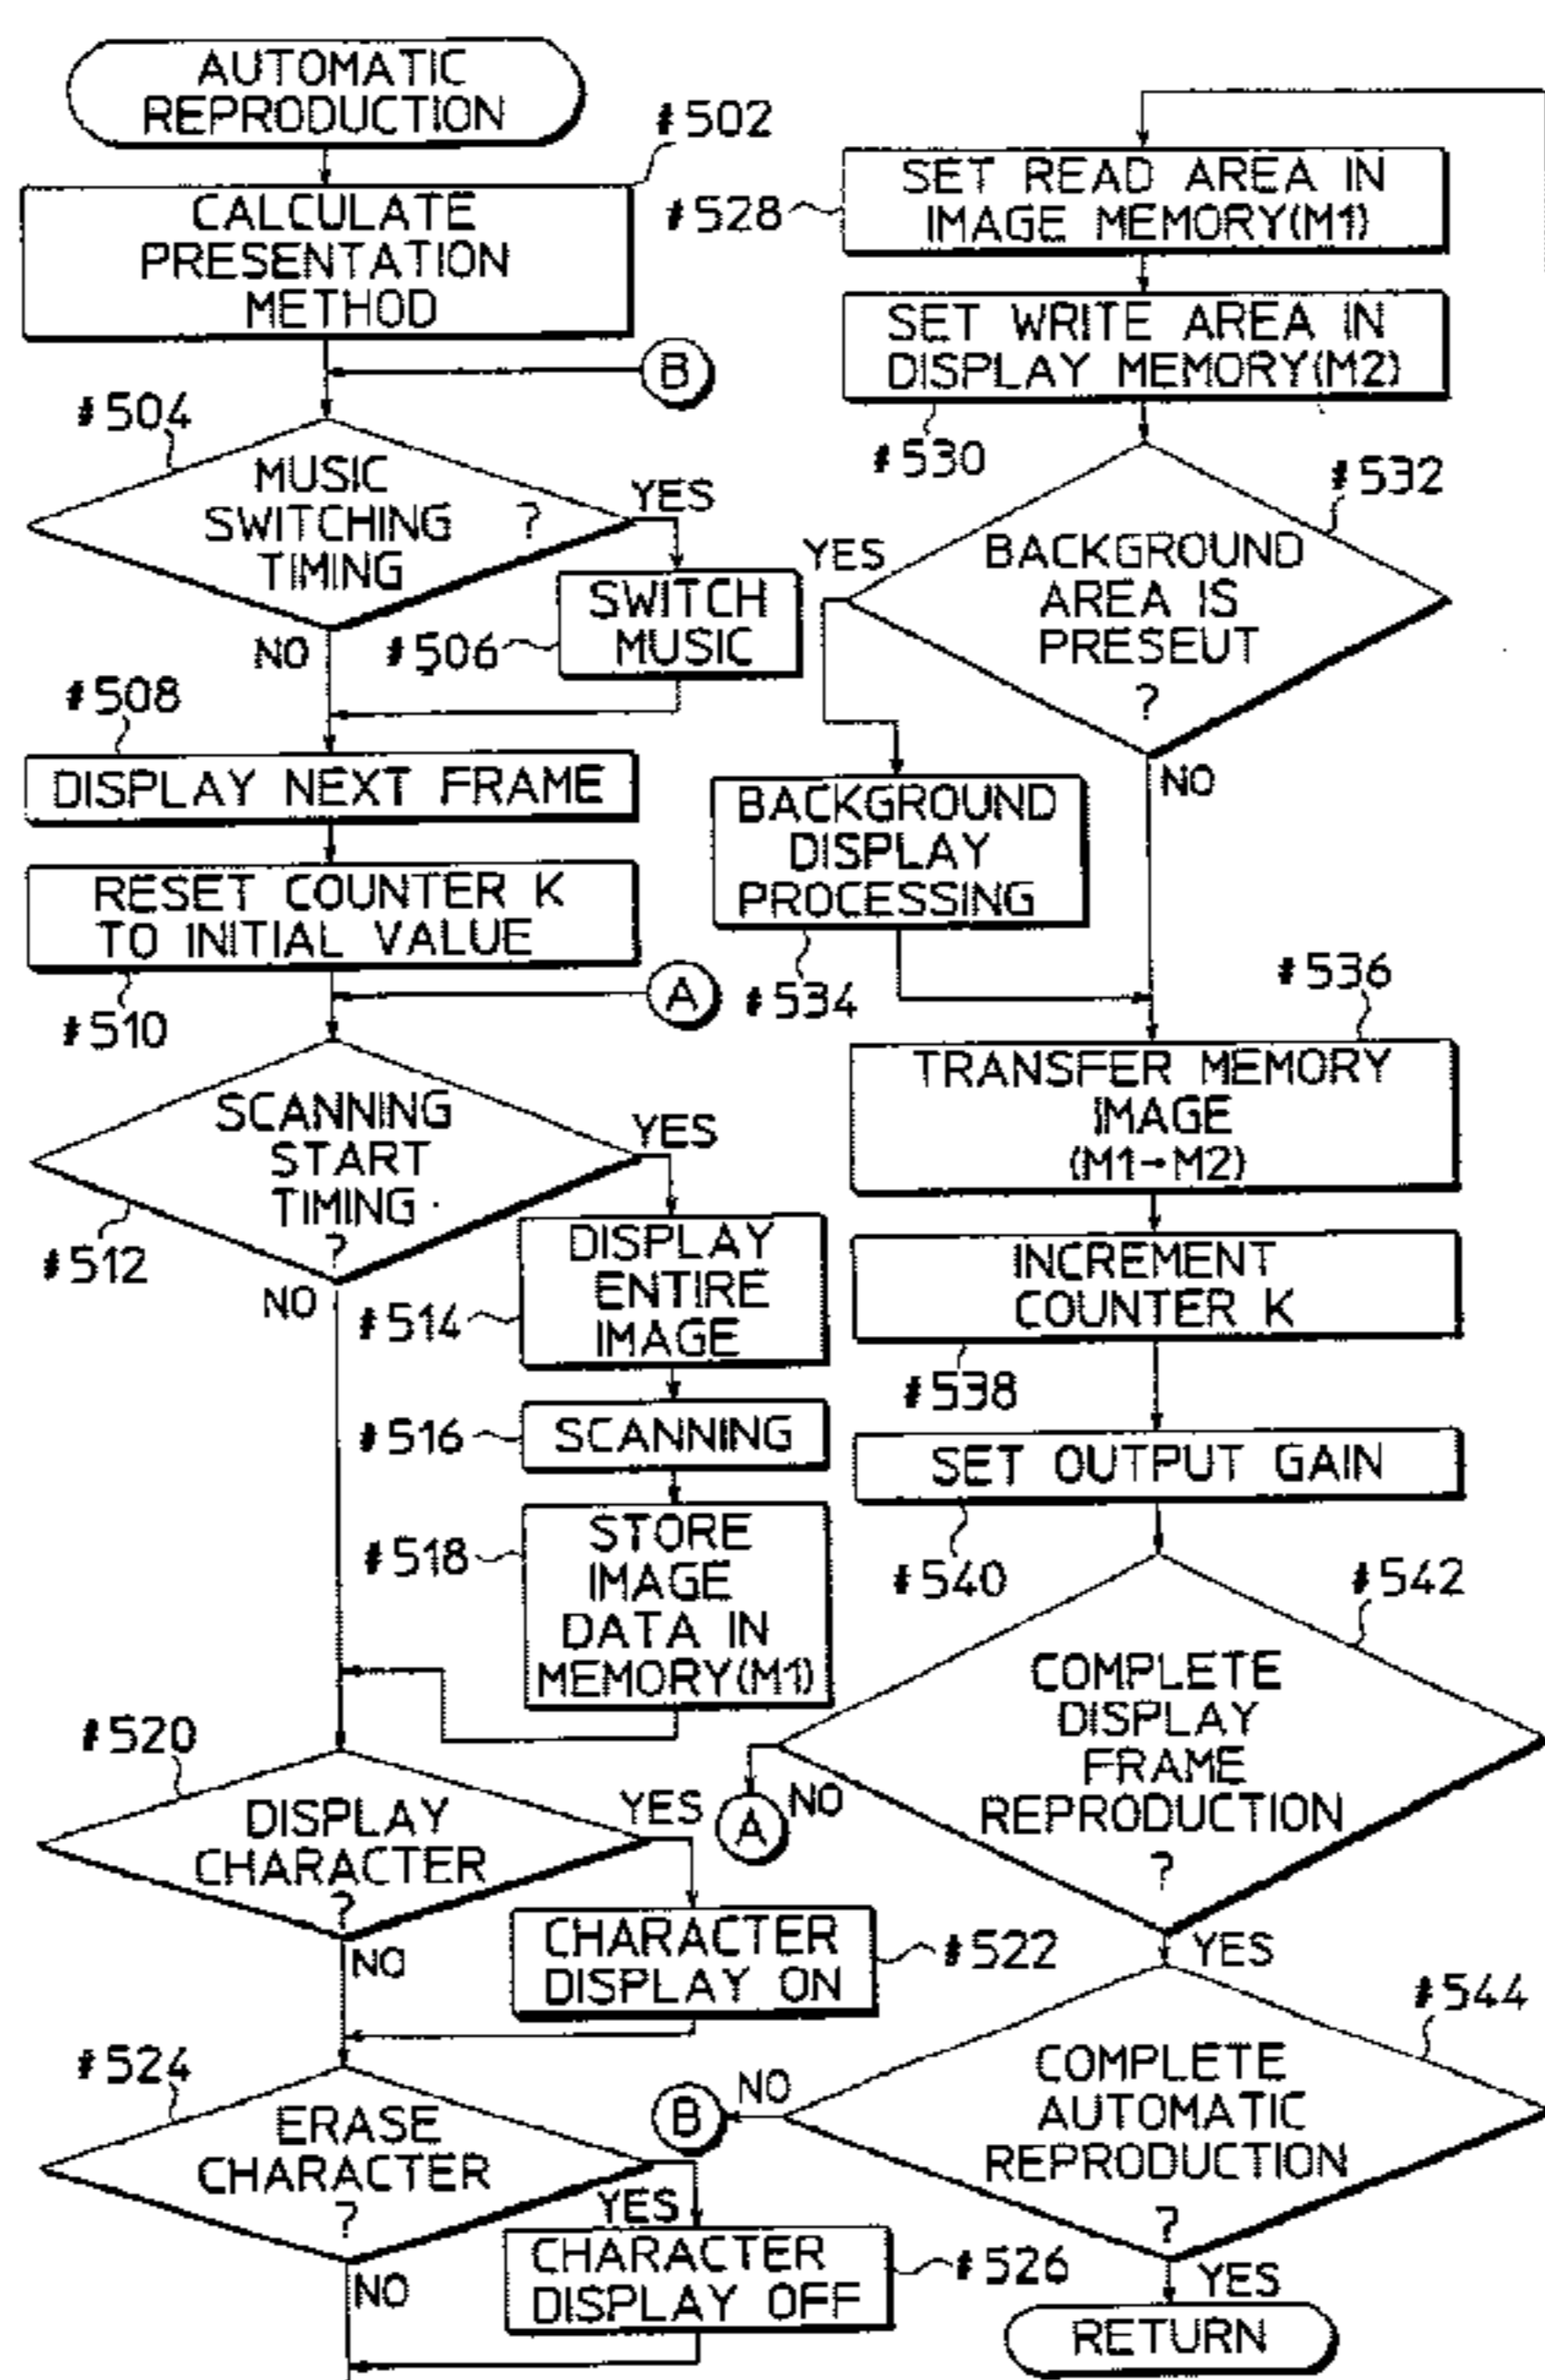 AUTOMATIC
REPRODUCTION
#502
CALCULATE
PRESENTATION
METHOD
B
#504
MUSIC
SWITCHING ?
TIMING
YES
NO
#506
SWITCH
MUSIC
#508
DISPLAY NEXT FRAME
RESET COUNTER K
TO INITIAL VALUE
#510
A
SCANNING
START
TIMING
?
YES
#512
NO
#514
DISPLAY
ENTIRE
IMAGE
#516
SCANNING
#518
STORE
IMAGE
DATA IN
MEMORY(M1)
#520
DISPLAY
CHARACTER
?
YES
NO
CHARACTER
DISPLAY ON
#522
#524
ERASE
CHARACTER
?
YES
NO
CHARACTER
DISPLAY OFF
#526
#528
SET READ AREA IN
IMAGE MEMORY(M1)
SET WRITE AREA IN
DISPLAY MEMORY(M2)
#530
#532
YES
BACKGROUND
AREA IS
PRESEUT
?
NO
BACKGROUND
DISPLAY
PROCESSING
#534
#536
TRANSFER MEMORY
IMAGE
(M1→M2)
INCREMENT
COUNTER K
#538
SET OUTPUT GAIN
#540
#542
COMPLETE
DISPLAY
FRAME
REPRODUCTION
?
NO
A
YES
#544
COMPLETE
AUTOMATIC
REPRODUCTION
?
NO
B
YES
RETURN